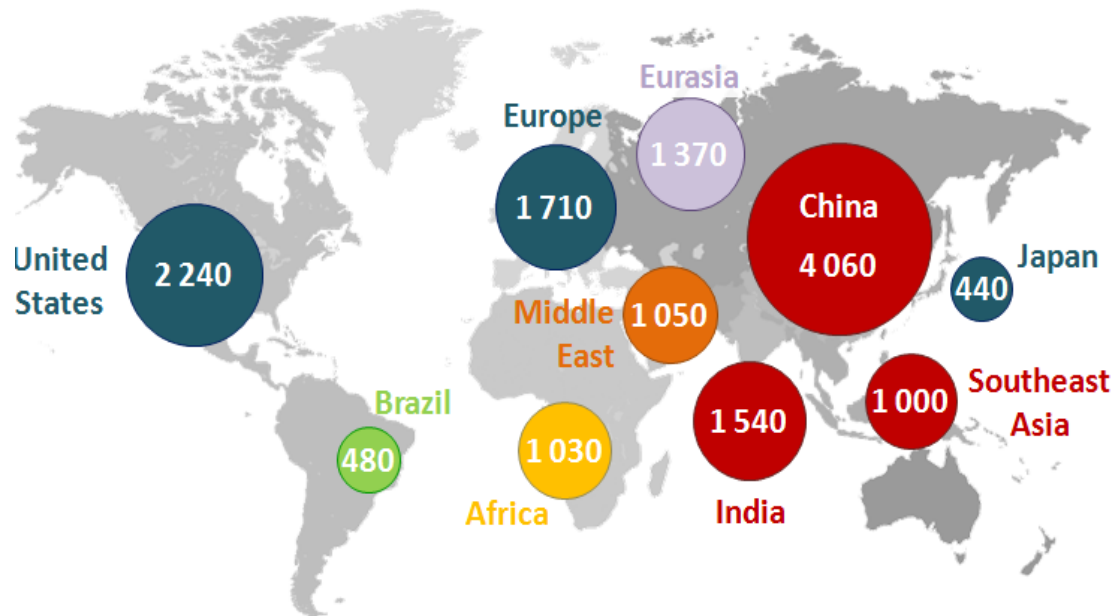 Eurasia
1 370
Europe
1 710
China
4 060
United
States
2 240
Japan
440
Middle
East
1 050
Brazil
480
Africa
1 030
India
1 540
Southeast
Asia
1 000